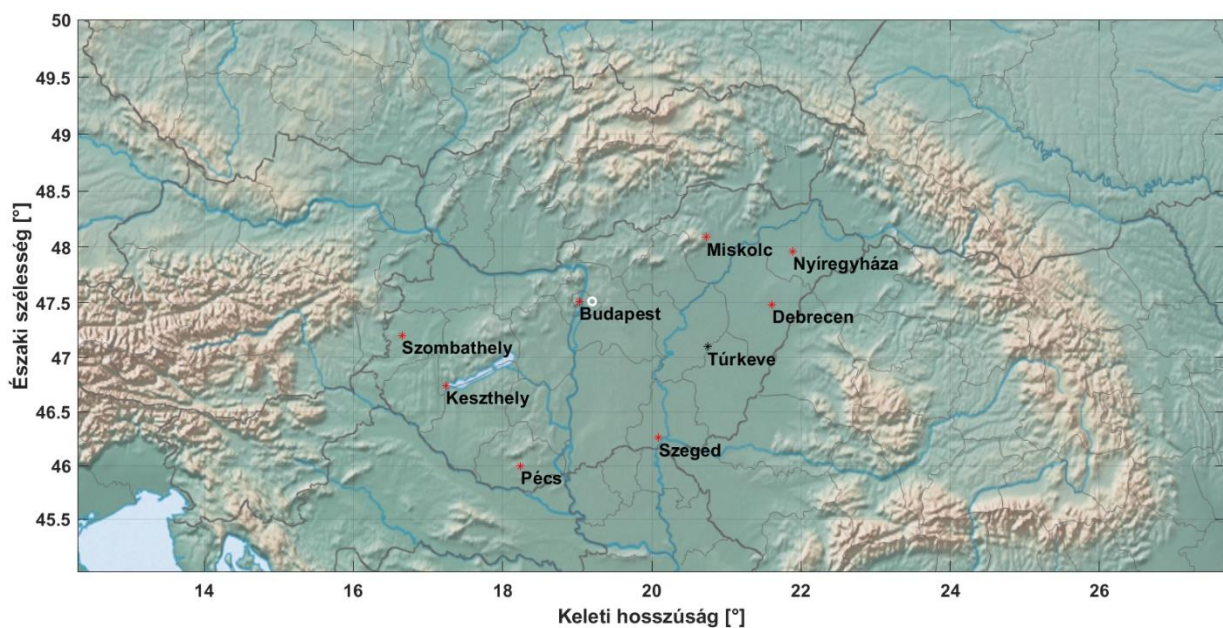 50
49.5
49
48.5
48
47.5
47
46.5
46
45.5
Északi szélesség [°]
Miskolc
Nyíregyháza
Budapest
Debrecen
Szombathely
Túrkeve
Keszthely
Szeged
Pécs
14 16 18 20 22 24 26
Keleti hosszúság [°]